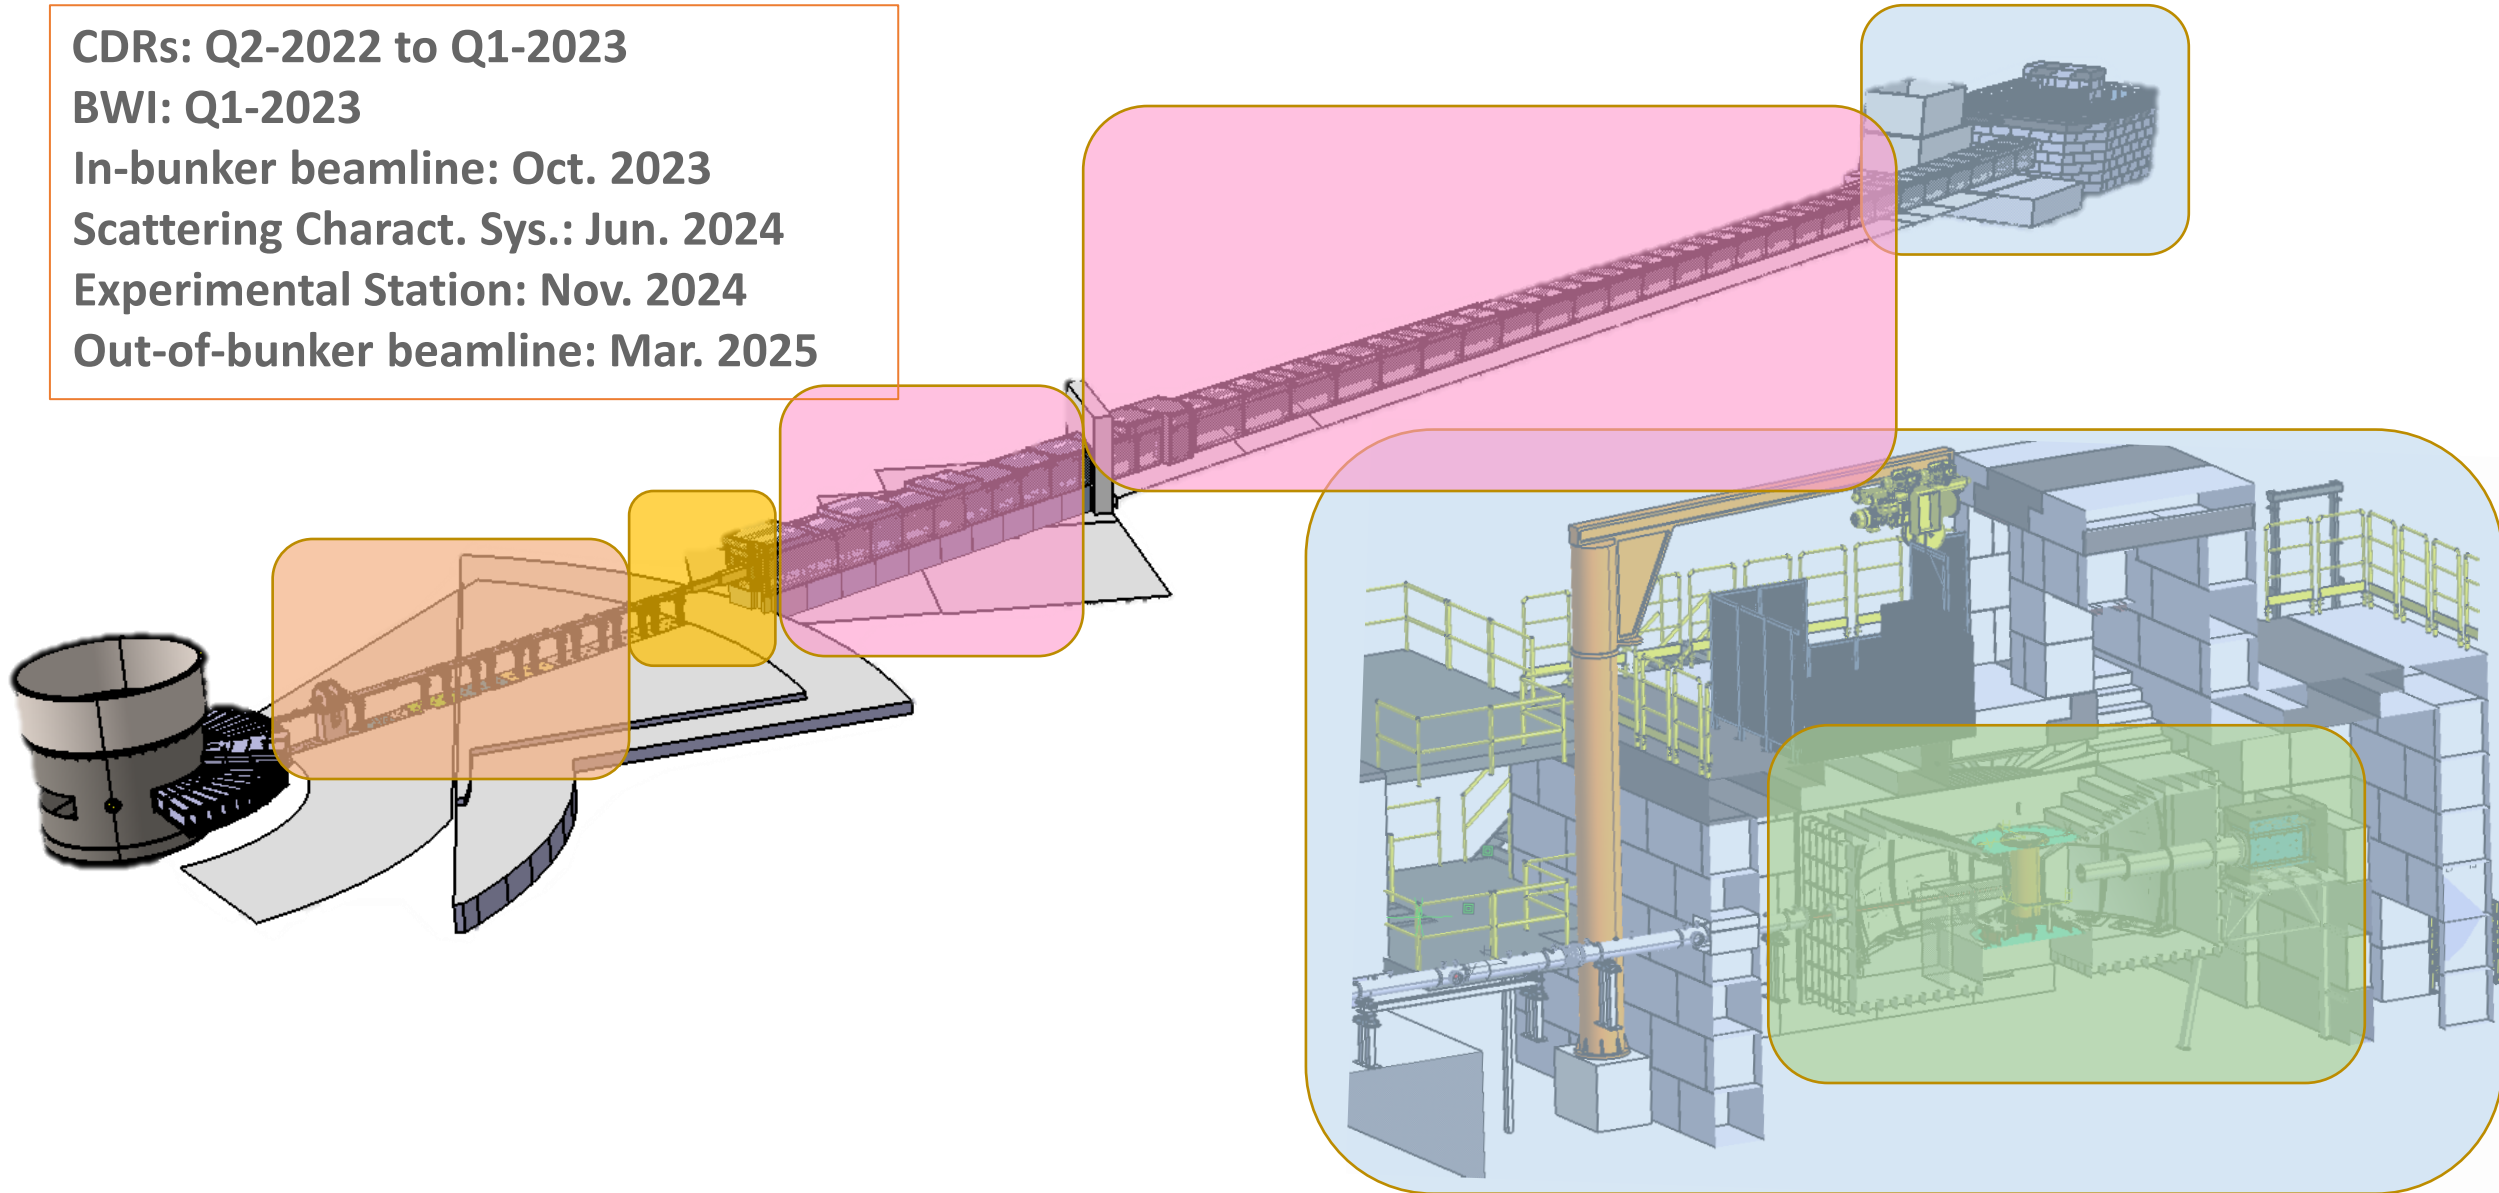 CDRs: Q2-2022 to Q1-2023
BWI: Q1-2023
In-bunker beamline: Oct. 2023
Scattering Charact. Sys.: Jun. 2024
Experimental Station: Nov. 2024
Out-of-bunker beamline: Mar. 2025